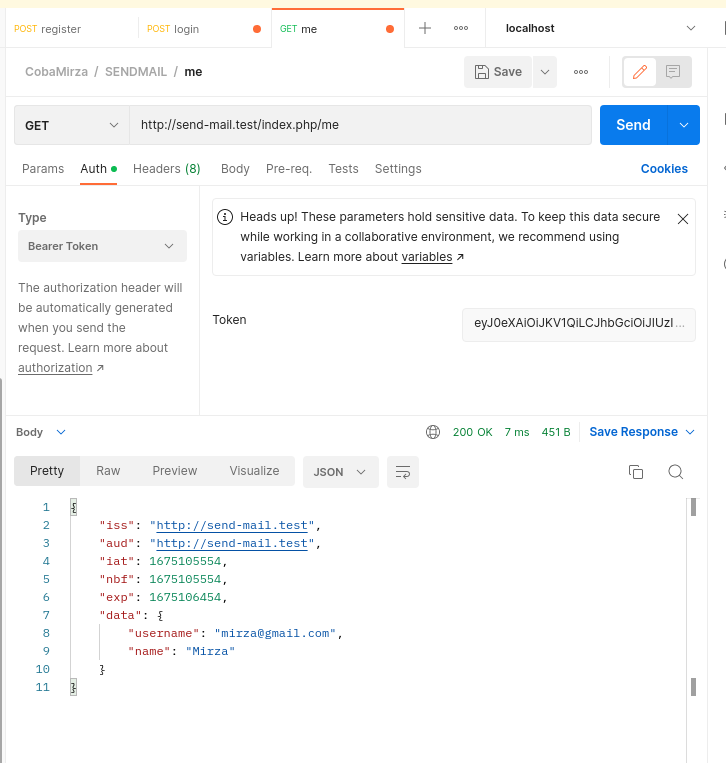 POST register
POST login
GET me
localhost
CobaMirza / SENDMAIL / me
Save
GET
http://send-mail.test/index.php/me
Send
Params
Auth
Headers (8)
Body
Pre-req.
Tests
Settings
Cookies
Type
Bearer Token
The authorization header will
be automatically generated
when you send the
request. Learn more about
authorization ↗
Heads up! These parameters hold sensitive data. To keep this data secure
while working in a collaborative environment, we recommend using
variables. Learn more about variables ↗
Token
eyJ0eXAiOiJKV1QiLCJhbGciOiJIUzI...
Body
200 OK
7 ms
451 B
Save Response
Pretty
Raw
Preview
Visualize
JSON
1 {
2 "iss": "http://send-mail.test",
3 "aud": "http://send-mail.test",
4 "iat": 1675105554,
5 "nbf": 1675105554,
6 "exp": 1675106454,
7 "data": {
8 "username": "mirza@gmail.com",
9 "name": "Mirza"
10 }
11 }